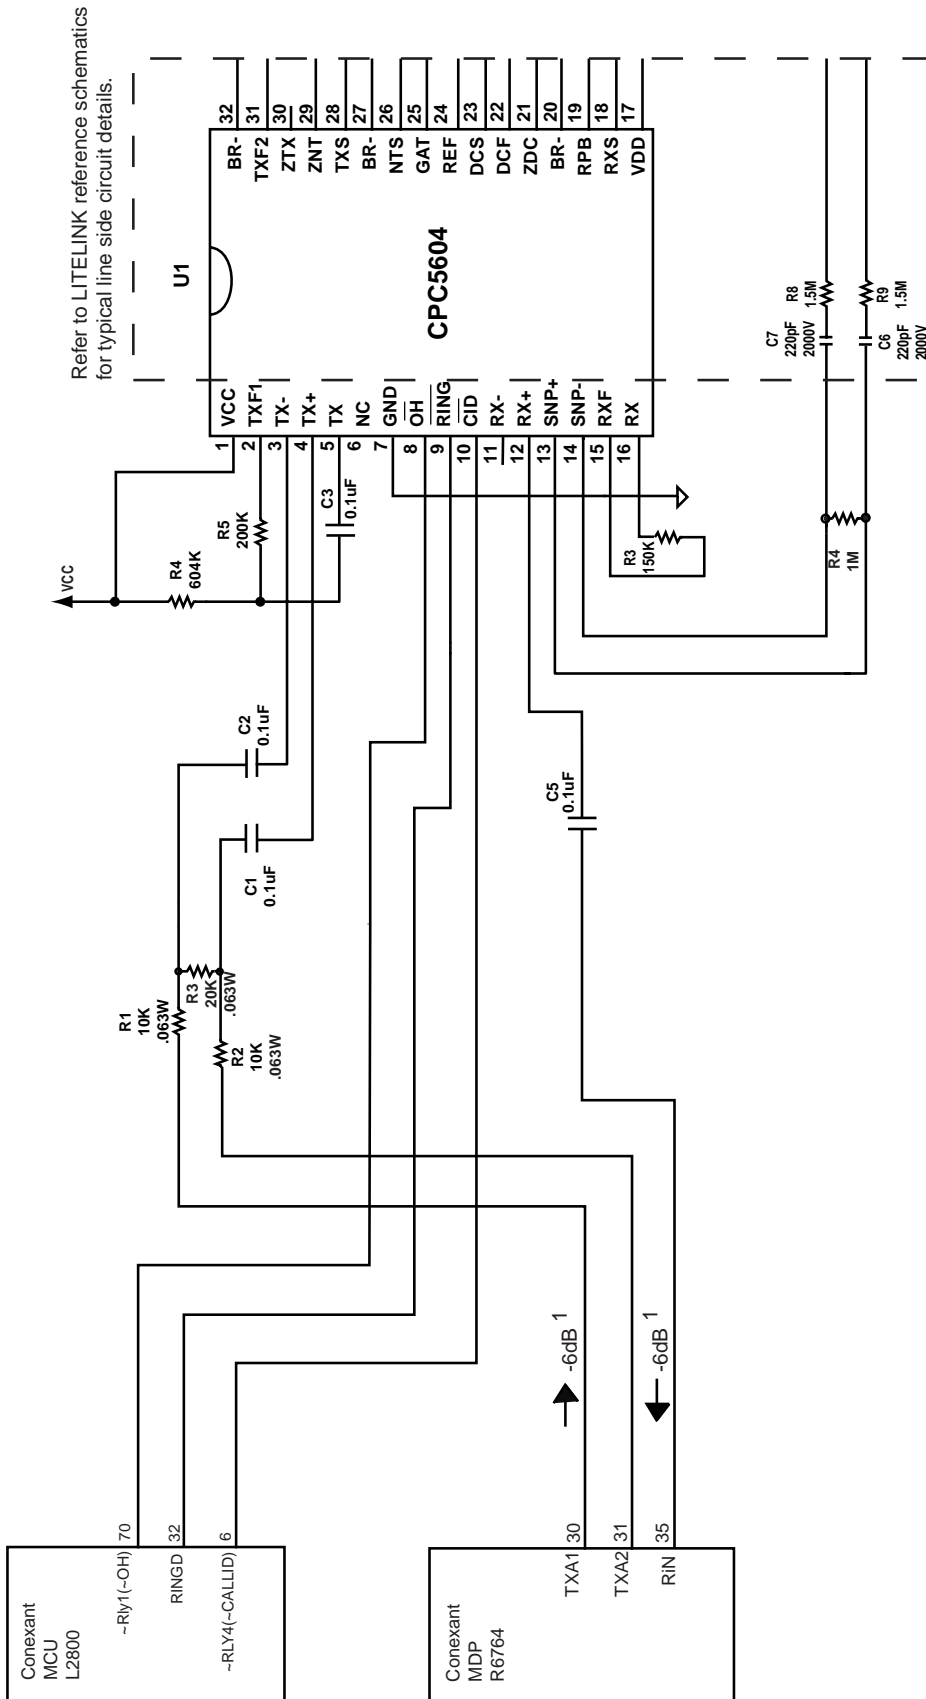 Refer to LITELINK reference schematics
for typical line side circuit details.
32
31
30
29
28
27
26
25
24
23
22
21
20
19
18
17
BR-
TXF2
ZTX
ZNT
TXS
BR-
NTS
GAT
REF
DCS
DCF
ZDC
BR-
RPB
RXS
VDD
U1
CPC5604
VCC
TXF1
TX-
TX+
TX
NC
GND
OH
RING
CID
RX-
RX+
SNP+
SNP-
RXF
RX
1
2
3
4
5
6
7
8
9
10
11
12
13
14
15
16
R8
1.5M
R9
1.5M
C7
220pF
2000V
C6
220pF
2000V
VCC
R4
604K
R5
200K
C3
0.1uF
R3
150K
R4
1M
C2
0.1uF
C1
0.1uF
C5
0.1uF
R1
10K
.063W
R3
20K
.063W
R2
10K
.063W
-6dB 1
-6dB 1
Conexant
MCU
L2800
~Rly1(~OH)
70
RINGD
32
~RLY4(~CALLID)
6
Conexant
MDP
R6764
TXA1
30
TXA2
31
RiN
35